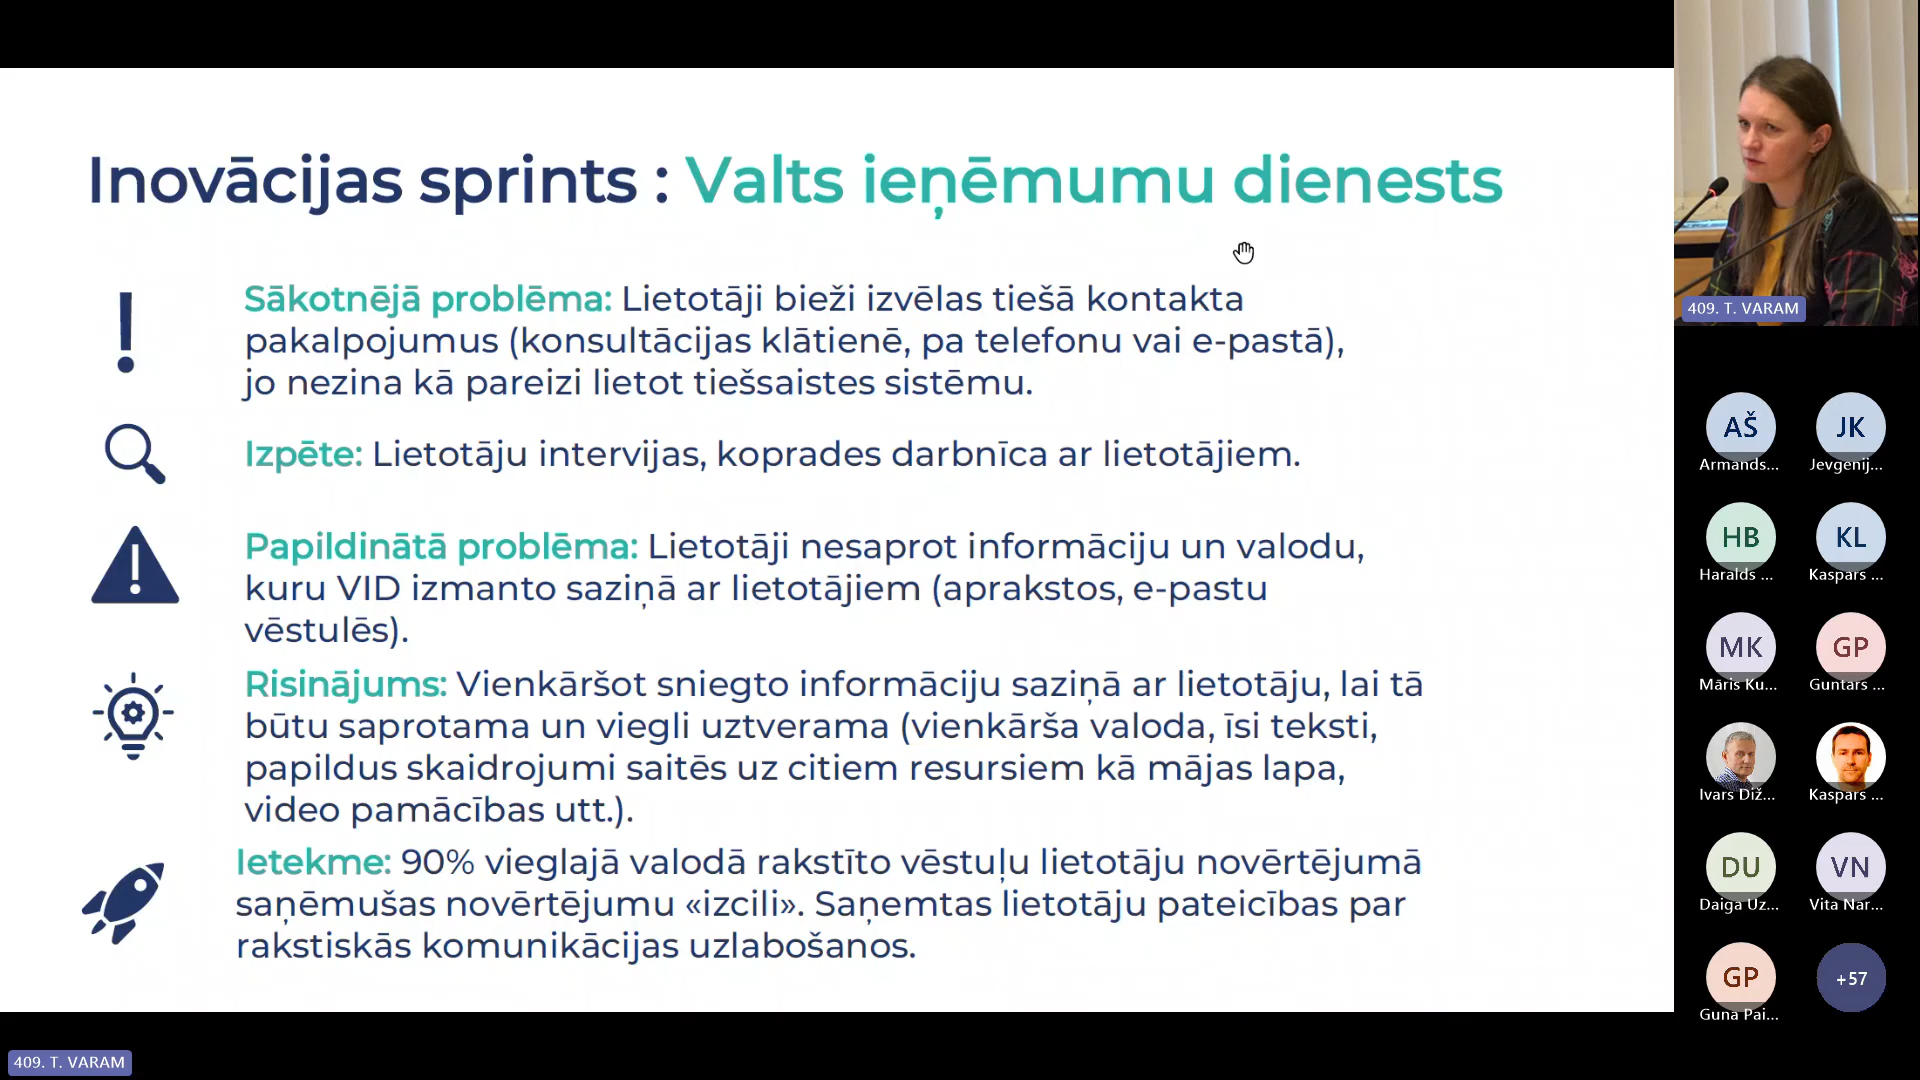 Inovācijas sprints : Valts ieņēmumu dienests
Sākotnējā problēma: Lietotāji bieži izvēlas tiešā kontakta
pakalpojumus (konsultācijas klātienē, pa telefonu vai e-pastā),
jo nezina kā pareizi lietot tiešsaistes sistēmu.
Izpēte: Lietotāju intervijas, koprades darbnīca ar lietotājiem.
Papildinātā problēma: Lietotāji nesaprot informāciju un valodu,
kuru VID izmanto saziņā ar lietotājiem (aprakstos, e-pastu
vēstulēs).
Risinājums: Vienkāršot sniegto informāciju saziņā ar lietotāju, lai tā
būtu saprotama un viegli uztverama (vienkārša valoda, īsi teksti,
papildus skaidrojumi saitēs uz citiem resursiem kā mājas lapa,
video pamācības utt.).
Ietekme: 90% vieglajā valodā rakstīto vēstuļu lietotāju novērtējumā
saņēmušas novērtējumu «izcili». Saņemtas lietotāju pateicības par
rakstiskās komunikācijas uzlabošanos.
409. T. VARAM
AŠ
JK
Armands...
Jevgenij...
HB
KL
Haralds ...
Kaspars ...
MK
GP
Māris Ku...
Guntars ...
Ivars Diž...
Kaspars ...
DU
VN
Daiga Uz...
Vita Nar...
GP
+57
Guna Pai...
409. T. VARAM